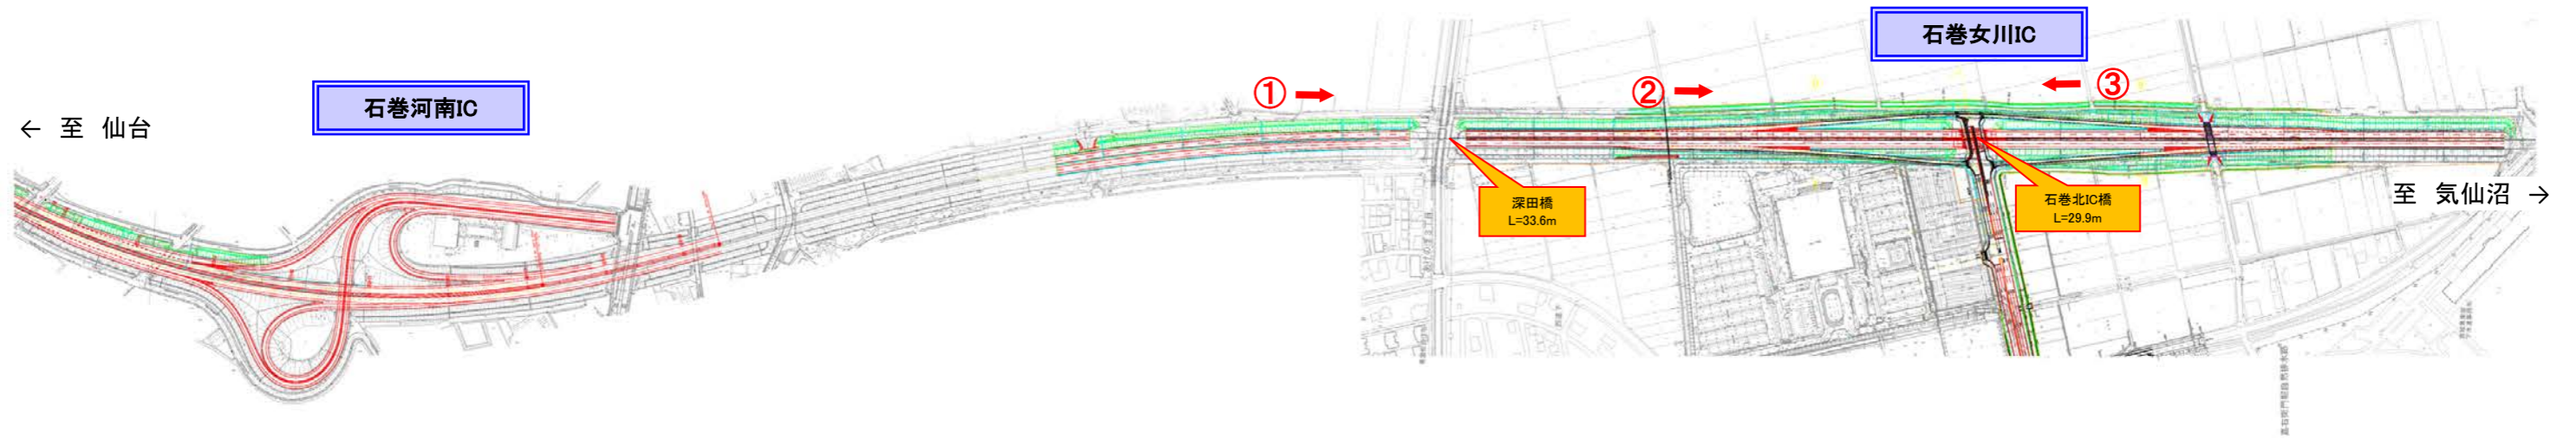 石巻女川IC
石巻河南IC
① →
② →
← ③
← 至 仙台
深田橋
L=33.6m
石巻北IC橋
L=29.9m
至 気仙沼 →